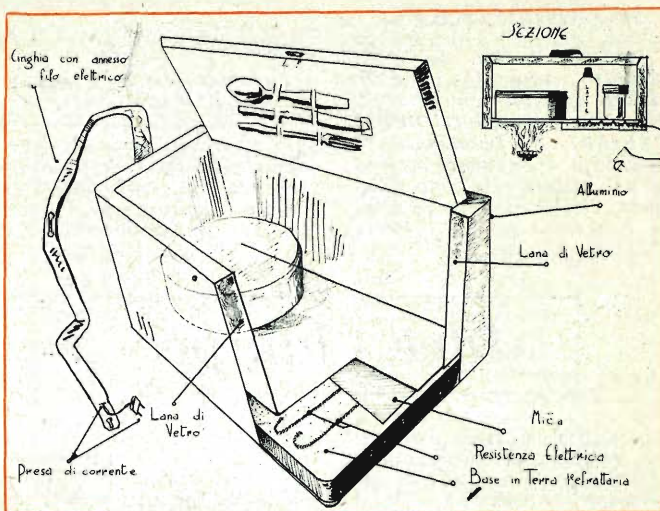 SEZIONE
Cinghia con annesso
filo elettrico
LATTE
Alluminio
Lana di Vetro
Lana di
Vetro
Mica
Presa di corrente
Resistenza Elettrica
Base in Terra Refrattaria